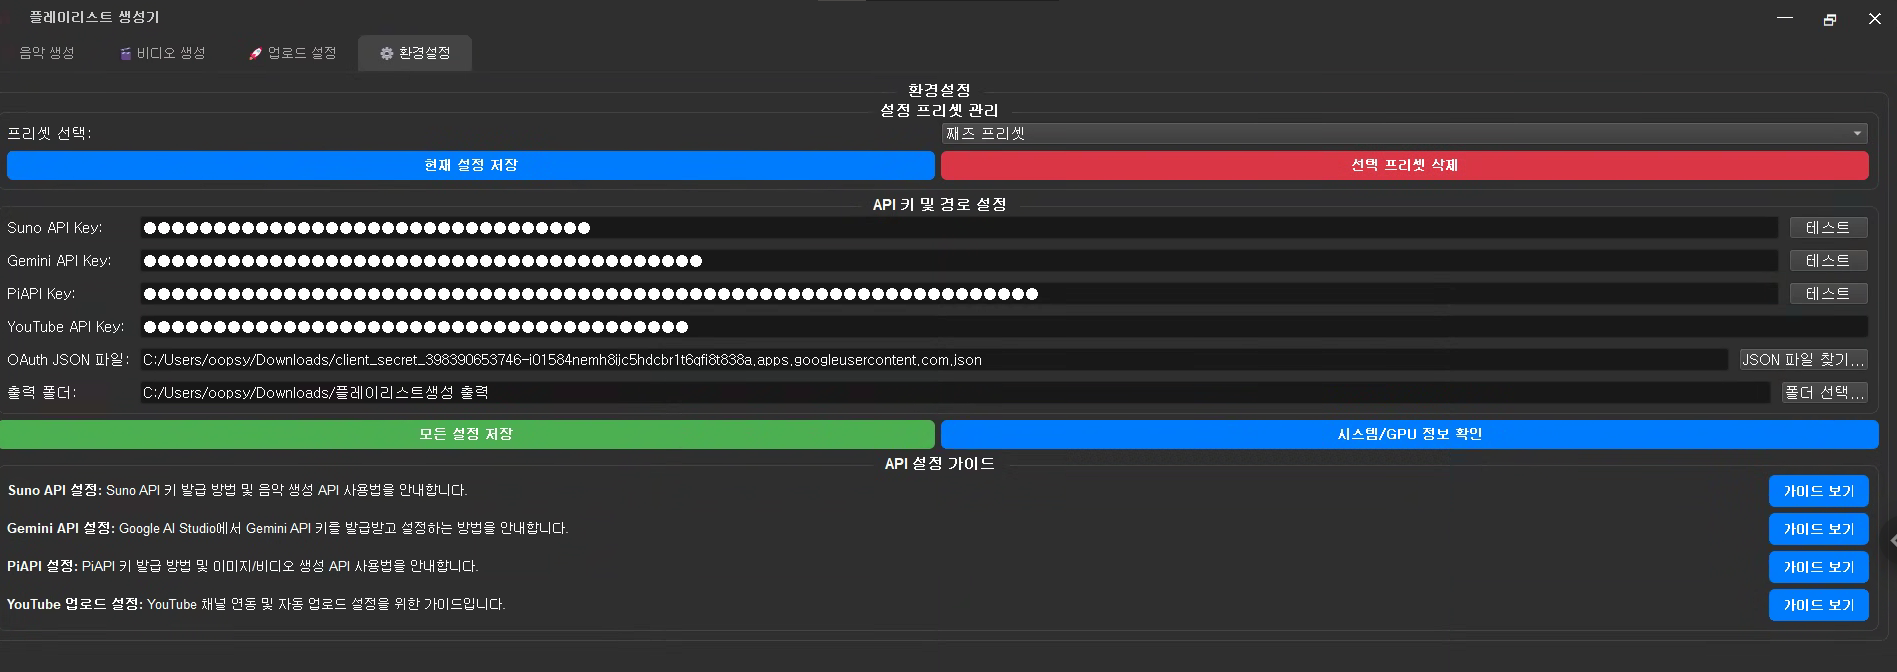 플레이리스트 생성기
음악 생성 비디오 생성 업로드 설정 환경설정
환경설정
설정 프리셋 관리
프리셋 선택: 째즈 프리셋
현재 설정 저장 선택 프리셋 삭제
API 키 및 경로 설정
Suno API Key: ●●●●●●●●●●●●●●●●●●●●●●●●●●●●●●●● 테스트
Gemini API Key: ●●●●●●●●●●●●●●●●●●●●●●●●●●●●●●●●●●●●●●●● 테스트
PiAPI Key: ●●●●●●●●●●●●●●●●●●●●●●●●●●●●●●●●●●●●●●●●●●●●●●●●●●●●●●●●●●●●●●●● 테스트
YouTube API Key: ●●●●●●●●●●●●●●●●●●●●●●●●●●●●●●●●●●●●●●●
OAuth JSON 파일: C:/Users/oopsy/Downloads/client_secret_398390653746-i01584nemh8ijc5hdcbr1t6qfi8t838a.apps.googleusercontent.com.json JSON 파일 찾기...
출력 폴더: C:/Users/oopsy/Downloads/플레이리스트생성 출력 폴더 선택...
모든 설정 저장 시스템/GPU 정보 확인
API 설정 가이드
Suno API 설정: Suno API 키 발급 방법 및 음악 생성 API 사용법을 안내합니다. 가이드 보기
Gemini API 설정: Google AI Studio에서 Gemini API 키를 발급받고 설정하는 방법을 안내합니다. 가이드 보기
PiAPI 설정: PiAPI 키 발급 방법 및 이미지/비디오 생성 API 사용법을 안내합니다. 가이드 보기
YouTube 업로드 설정: YouTube 채널 연동 및 자동 업로드 설정을 위한 가이드입니다. 가이드 보기